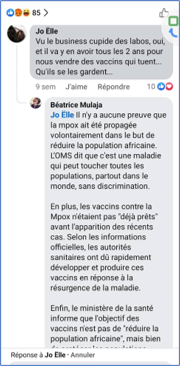 85 >
Jo Ëlle
Vu le business cupide des labos, oui,
et il va y en avoir tous les 2 ans pour
nous vendre des vaccins qui tuent...
Qu'ils se les gardent...
9 sem J'aime Répondre 10
Béatrice Mulaja
Jo Ëlle Il n'y a aucune preuve que
la mpox ait été propagée
volontairement dans le but de
réduire la population africaine.
L'OMS dit que c'est une maladie
qui peut toucher toutes les
populations, partout dans le
monde, sans discrimination.
En plus, les vaccins contre la
Mpox n'étaient pas "déjà prêts"
avant l'apparition des récents
cas. Selon les informations
officielles, les autorités
sanitaires ont dû rapidement
développer et produire ces
vaccins en réponse à la
résurgence de la maladie.
Enfin, le ministère de la santé
informe que l'objectif des
vaccins n'est pas de "réduire la
population africaine", mais bien
Réponse à Jo Ëlle · Annuler